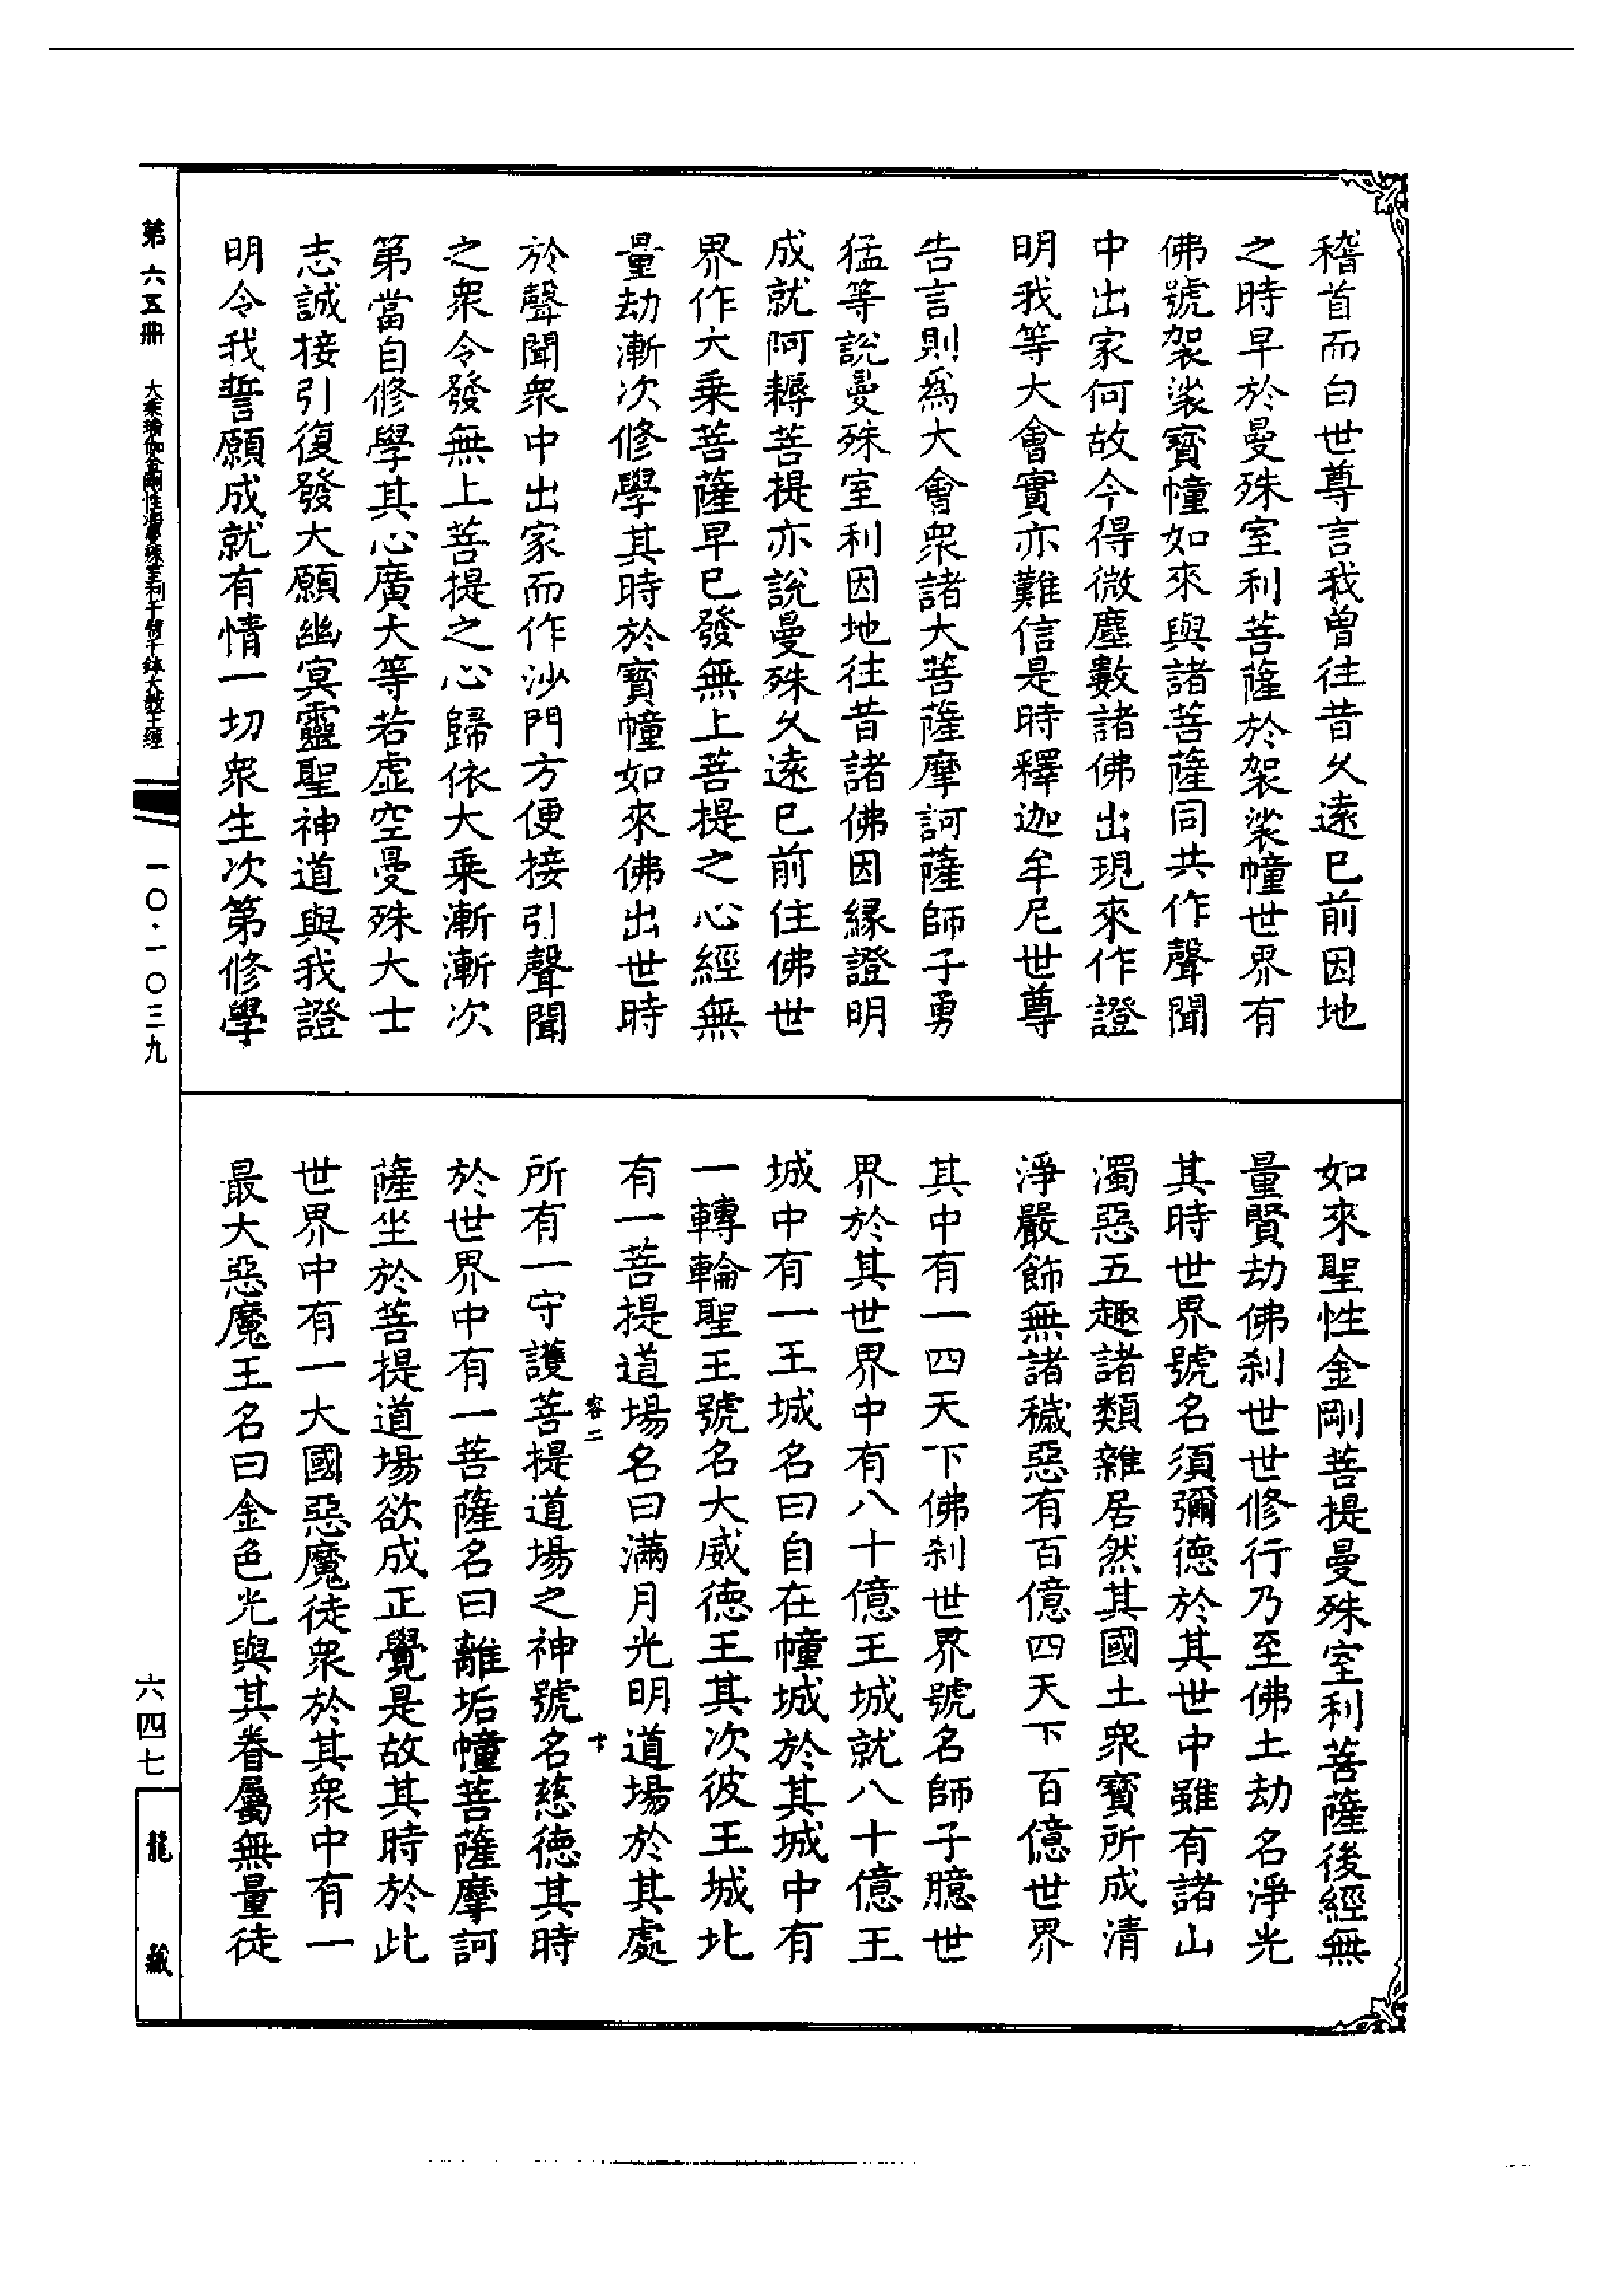 稽首而白世尊言我曾往昔久遠已前因地
之時早於曼殊室利菩薩於袈裟幢世界有
佛號袈裟寶幢如來與諸菩薩同共作聲聞
中出家何故今得微塵數諸佛出現來作證
明我等大會實亦難信是時釋迦牟尼世尊
告言則為大會衆諸大菩薩摩訶薩師子勇
猛等說曼殊室利因地往昔諸佛因緣證明
成就阿耨菩提亦說曼殊久遠已前住佛世
界作大乘菩薩早已發無上菩提之心經無
量劫漸次修學其時於寶幢如來佛出世時
於聲聞衆中出家而作沙門方便接引聲聞
之衆令發無上菩提之心歸依大乘漸漸次
第當自修學其心廣大等若虛空曼殊大士
志誠接引復發大願幽冥靈聖神道與我證
明令我誓願成就有情一切衆生次第修學
如來聖性金剛菩提曼殊室利菩薩後經無
量賢劫佛刹世世修行乃至佛土劫名淨光
其時世界號名須彌德於其世中雖有諸山
濁惡五趣諸類雜居然其國土衆寶所成清
淨嚴飾無諸穢惡有百億四天下百億世界
其中有一四天下佛刹世界號名師子臆世
界於其世界中有八十億王城就八十億王
城中有一王城名曰自在幢城於其城中有
一轉輪聖王號名大威德王其次彼王城北
有一菩提道場名曰滿月光明道場於其處
容二
十
所有一守護菩提道場之神號名慈德其時
於世界中有一菩薩名曰離垢幢菩薩摩訶
薩坐於菩提道場欲成正覺是故其時於此
世界中有一大國惡魔徒衆於其衆中有一
最大惡魔王名曰金色光與其眷屬無量徒
第六五冊　大乘瑜伽金剛性海曼殊室利千臂千鉢大教王經
一〇·一〇三九
六四七
龍藏